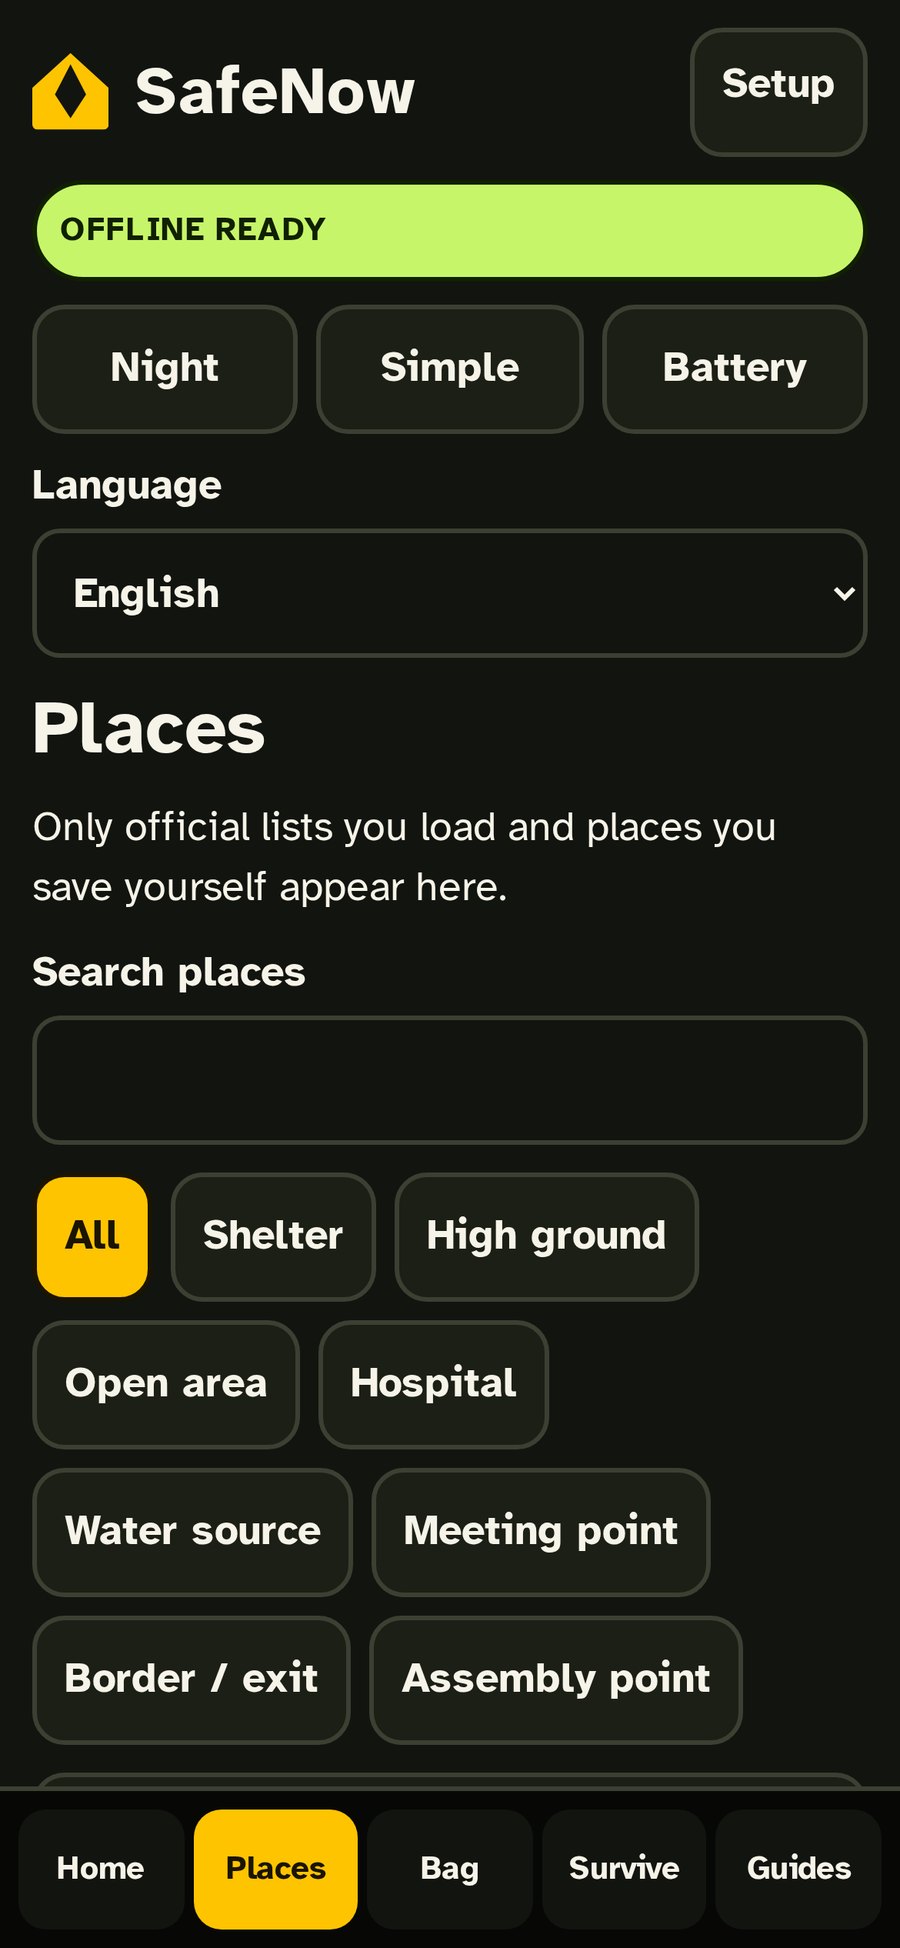 SafeNow
Setup
OFFLINE READY
Night
Simple
Battery
Language
English
Places
Only official lists you load and places you
save yourself appear here.
Search places
All
Shelter
High ground
Open area
Hospital
Water source
Meeting point
Border / exit
Assembly point
Home
Places
Bag
Survive
Guides